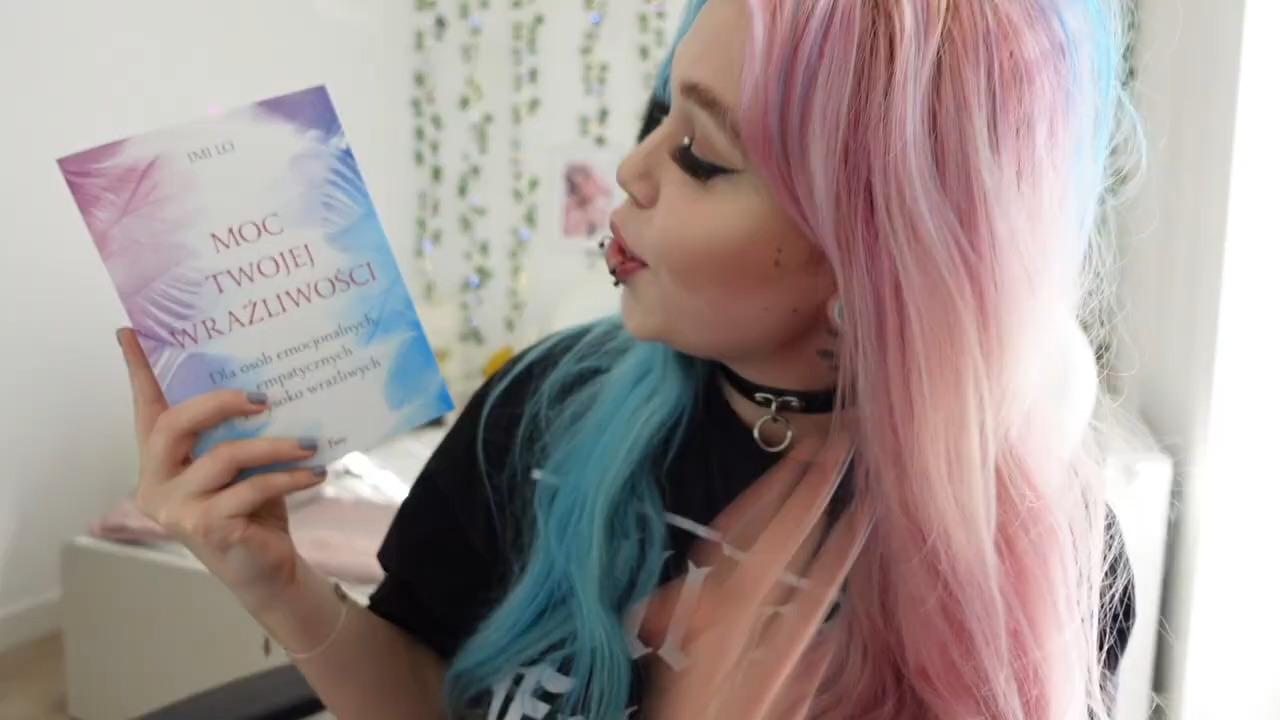 IMI LO
MOC
TWOJEJ
WRAŻLIWOŚCI
Dla osób emocjonalnych,
empatycznych
wrażliwych